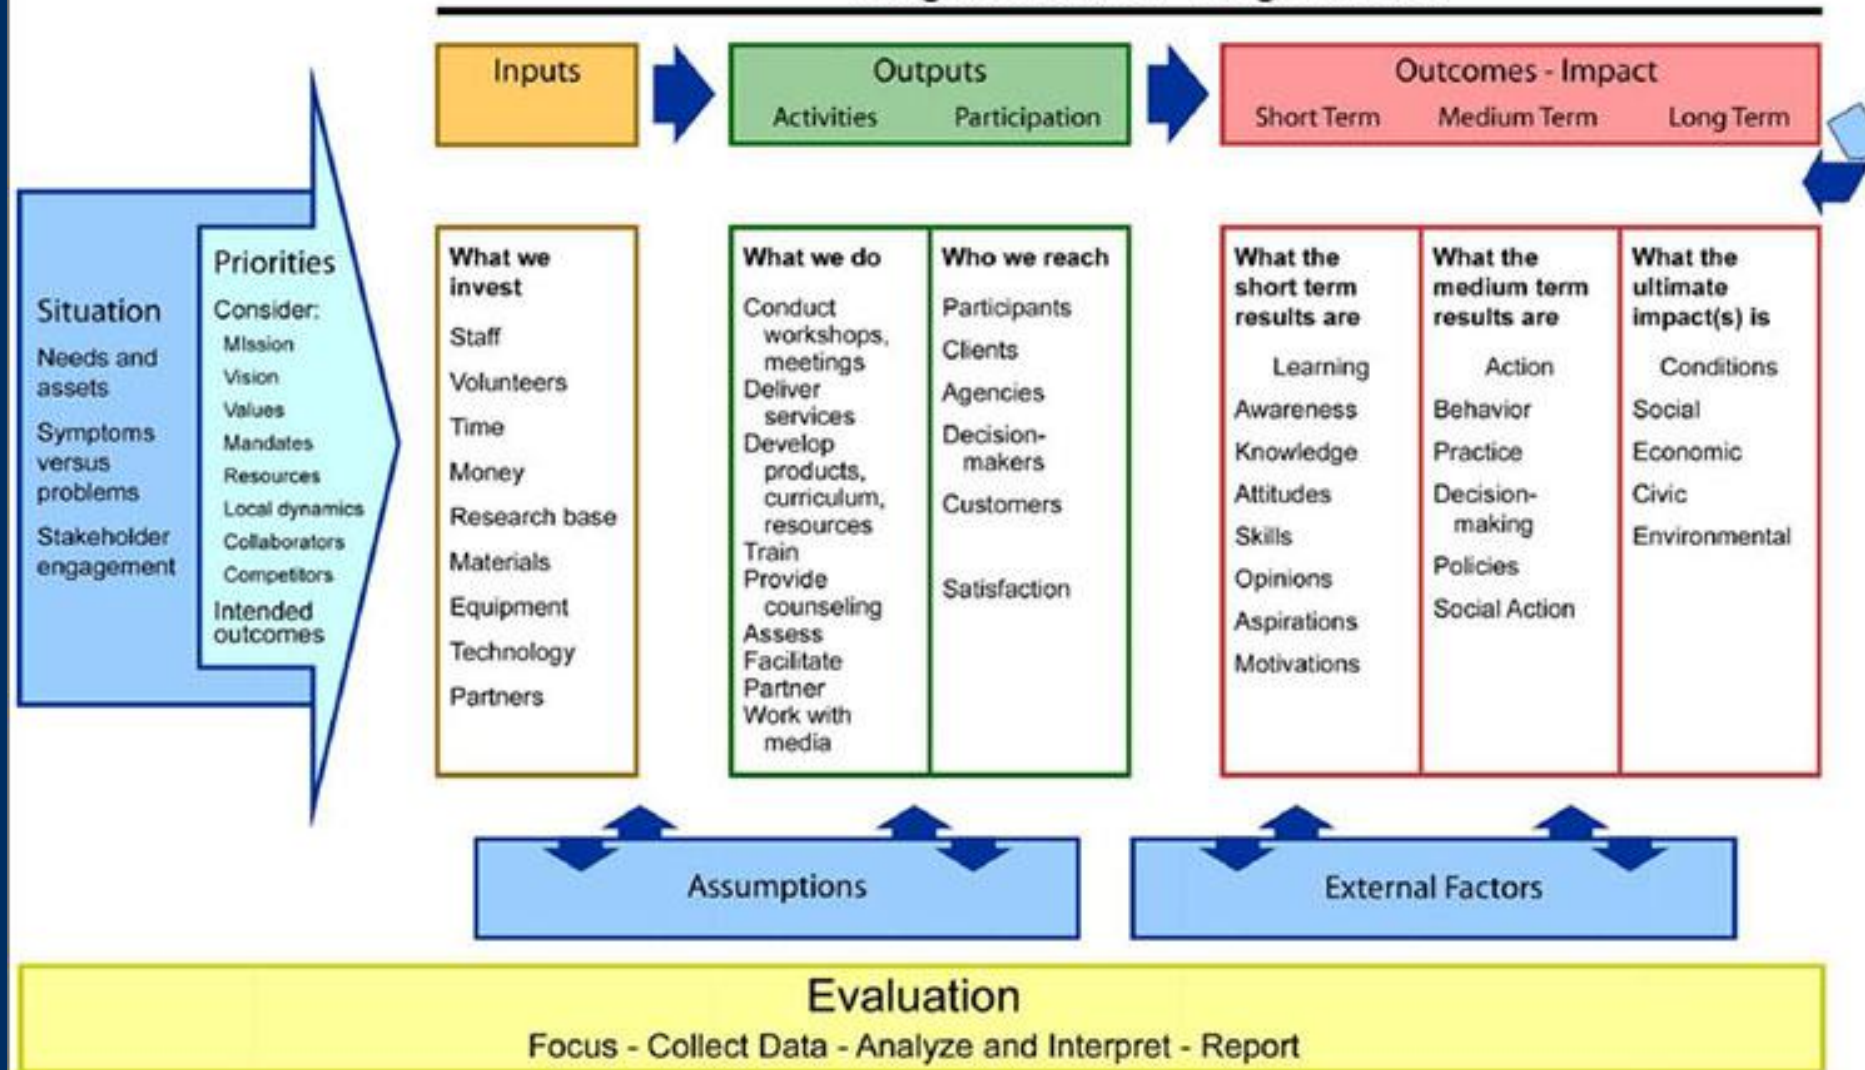 Inputs
Outputs
Activities Participation
Outcomes - Impact
Short Term Medium Term Long Term
Situation
Needs and
assets
Symptoms
versus
problems
Stakeholder
engagement
Priorities
Consider:
MIssion
Vision
Values
Mandates
Resources
Local dynamics
Collaborators
Competitors
Intended
outcomes
What we
invest
Staff
Volunteers
Time
Money
Research base
Materials
Equipment
Technology
Partners
What we do
Conduct
workshops,
meetings
Deliver
services
Develop
products,
curriculum,
resources
Train
Provide
counseling
Assess
Facilitate
Partner
Work with
media
Who we reach
Participants
Clients
Agencies
Decision-
makers
Customers
Satisfaction
What the
short term
results are
Learning
Awareness
Knowledge
Attitudes
Skills
Opinions
Aspirations
Motivations
What the
medium term
results are
Action
Behavior
Practice
Decision-
making
Policies
Social Action
What the
ultimate
impact(s) is
Conditions
Social
Economic
Civic
Environmental
Assumptions
External Factors
Evaluation
Focus - Collect Data - Analyze and Interpret - Report